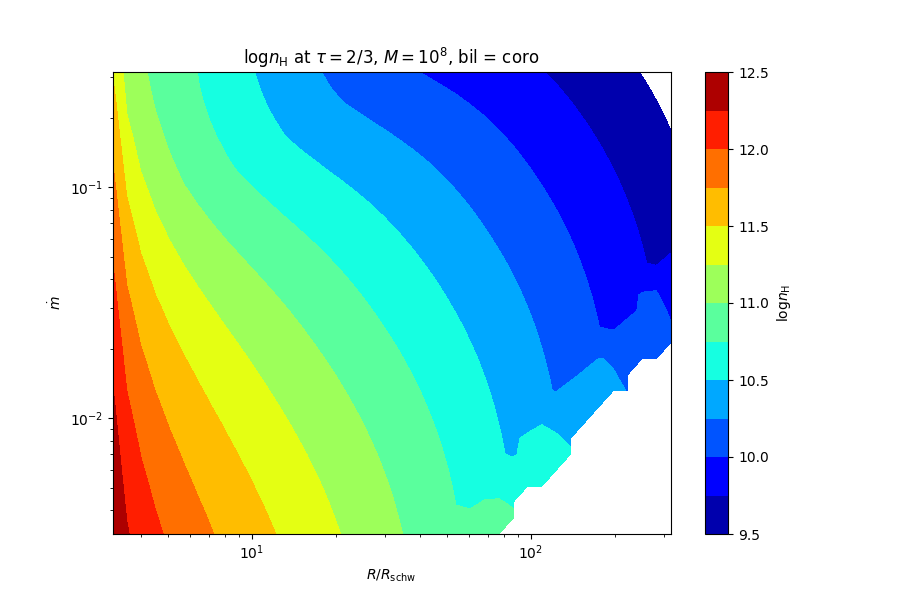 log n_H at τ = 2/3, M = 10^8, bil = coro
10^-1
10^-2
ṁ
10^1
10^2
R/R_schw
12.5
12.0
11.5
11.0
10.5
10.0
9.5
log n_H